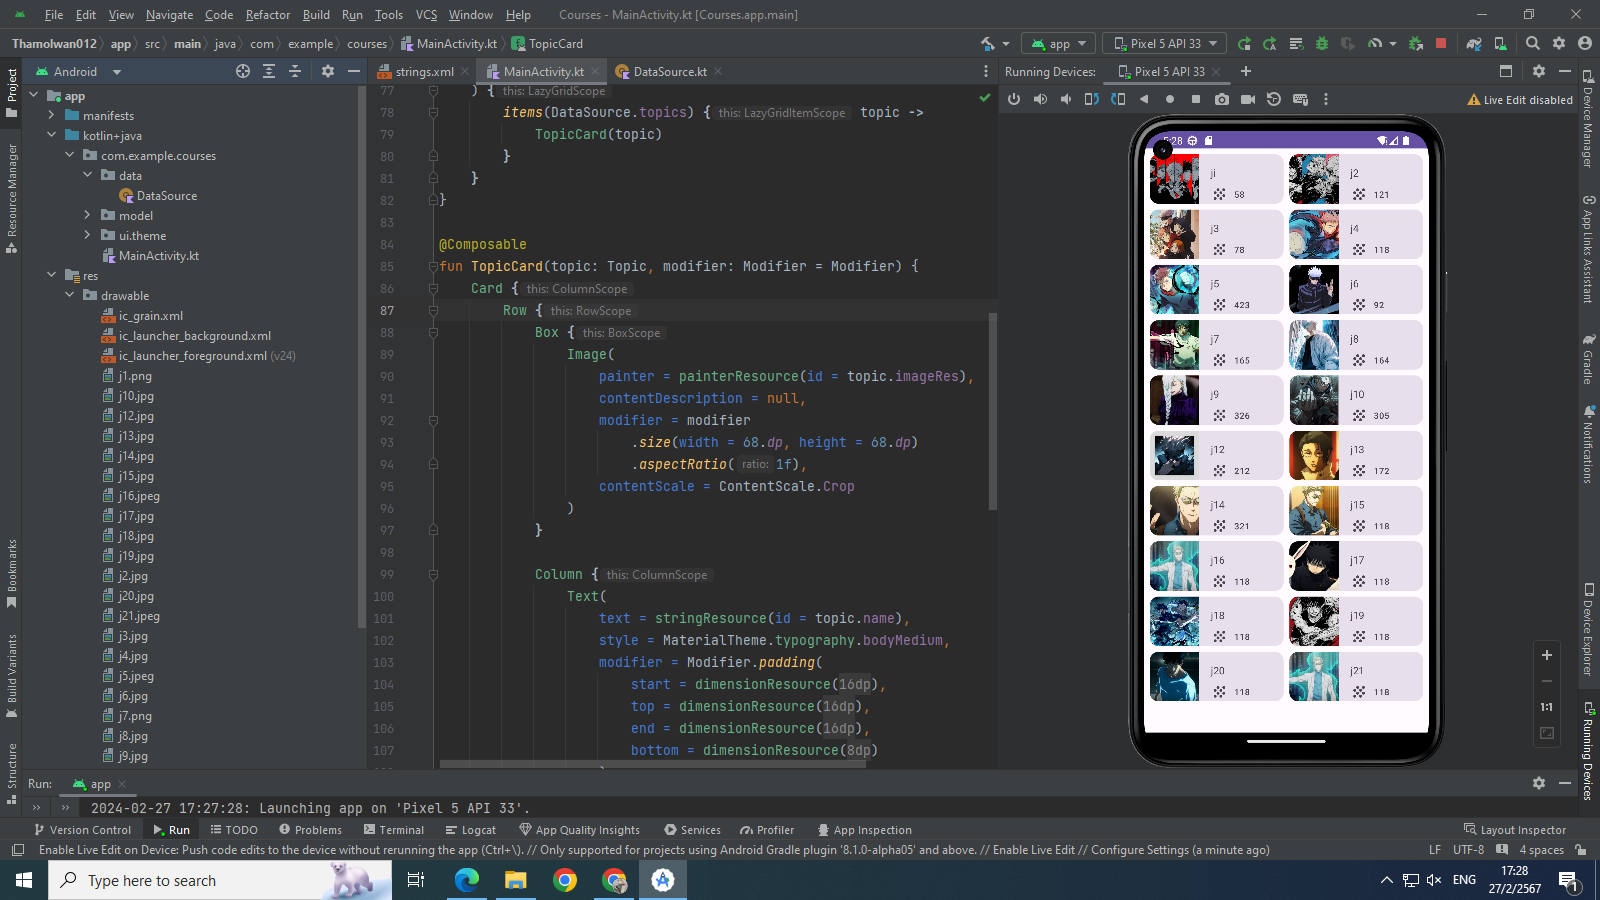 File Edit View Navigate Code Refactor Build Run Tools VCS Window Help Courses - MainActivity.kt [Courses.app.main]
Thamolwan012 app src main java com example courses MainActivity.kt TopicCard app Pixel 5 API 33
Project
Resource Manager
Bookmarks
Build Variants
Structure
Android
app
manifests
kotlin+java
com.example.courses
data
DataSource
model
ui.theme
MainActivity.kt
res
drawable
ic_grain.xml
ic_launcher_background.xml
ic_launcher_foreground.xml (v24)
j1.png
j10.jpg
j12.jpg
j13.jpg
j14.jpg
j15.jpg
j16.jpeg
j17.jpg
j18.jpg
j19.jpg
j2.jpg
j20.jpg
j21.jpeg
j3.jpg
j4.jpg
j5.jpeg
j6.jpg
j7.png
j8.jpg
j9.jpg
strings.xml MainActivity.kt DataSource.kt
77 ) { this: LazyGridScope
78 items(DataSource.topics) { this: LazyGridItemScope topic ->
79 TopicCard(topic)
80 }
81 }
82 }
83
84 @Composable
85 fun TopicCard(topic: Topic, modifier: Modifier = Modifier) {
86 Card { this: ColumnScope
87 Row { this: RowScope
88 Box { this: BoxScope
89 Image(
90 painter = painterResource(id = topic.imageRes),
91 contentDescription = null,
92 modifier = modifier
93 .size(width = 68.dp, height = 68.dp)
94 .aspectRatio( ratio: 1f),
95 contentScale = ContentScale.Crop
96 )
97 }
98
99 Column { this: ColumnScope
100 Text(
101 text = stringResource(id = topic.name),
102 style = MaterialTheme.typography.bodyMedium,
103 modifier = Modifier.padding(
104 start = dimensionResource(16dp),
105 top = dimensionResource(16dp),
106 end = dimensionResource(16dp),
107 bottom = dimensionResource(8dp)
Running Devices: Pixel 5 API 33
Live Edit disabled
5:28
ji j2
58 121
j3 j4
78 118
j5 j6
423 92
j7 j8
165 164
j9 j10
326 305
j12 j13
212 172
j14 j15
321 118
j16 j17
118 118
j18 j19
118 118
j20 j21
118 118
1:1
Device Manager
App Links Assistant
Gradle
Notifications
Device Explorer
Running Devices
Run: app
2024-02-27 17:27:28: Launching app on 'Pixel 5 API 33'.
Version Control Run TODO Problems Terminal Logcat App Quality Insights Services Profiler App Inspection Layout Inspector
Enable Live Edit on Device: Push code edits to the device without rerunning the app (Ctrl+\). // Only supported for projects using Android Gradle plugin '8.1.0-alpha05' and above. // Enable Live Edit // Configure Settings (a minute ago) LF UTF-8 4 spaces
Type here to search
ENG
17:28
27/2/2567
1